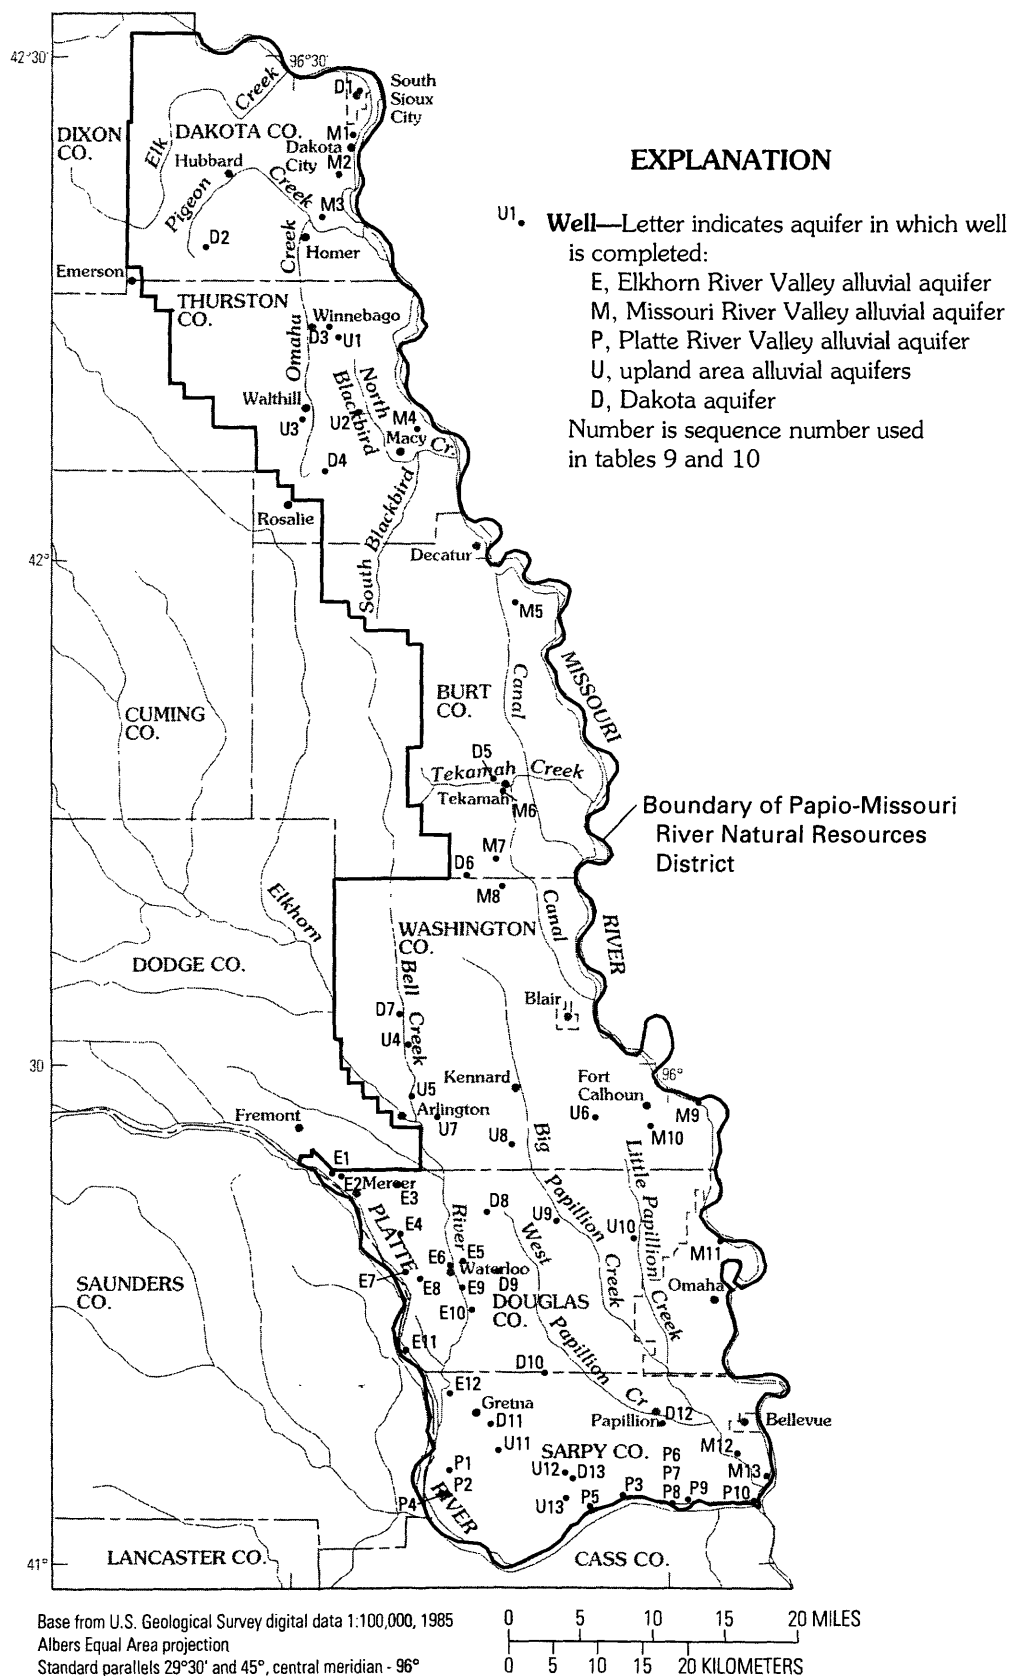 42°30'
96°30'
Elk
Creek
D1
South
Sioux
City
DIXON
CO.
DAKOTA CO.
M1
Dakota
City
M2
Hubbard
Pigeon
Creek
M3
D2
Creek
Homer
Emerson
THURSTON
CO.
Omaha
Winnebago
D3
U1
North
Blackbird
Walthill
U3
U2
M4
Macy
Cr.
D4
South Blackbird
Rosalie
Decatur
42°
M5
Canal
MISSOURI
BURT
CO.
CUMING
CO.
D5
Tekamah Creek
Tekamah
M6
Boundary of Papio-Missouri
River Natural Resources
District
M7
D6
M8
Elkhorn
Canal
RIVER
WASHINGTON
CO.
DODGE CO.
Bell
Creek
D7
U4
Blair
30
96°
Kennard
Fort
Calhoun
U5
Arlington
U7
U6
M9
M10
Fremont
U8
Big
Papillion
Creek
Little Papillion
Creek
E1
E2
Mercer
E3
D8
U9
West
Papillion
Cr
U10
PLATTE
E4
River
M11
E5
E6
Waterloo
E7
E8
E9
D9
Omaha
SAUNDERS
CO.
E10
DOUGLAS
CO.
E11
D10
E12
Gretna
D11
D12
Papillion
Bellevue
U11
SARPY CO.
M12
P6
P7
P8
P1
P2
U12
D13
M13
P4
U13
P5
P3
P9
P10
RIVER
LANCASTER CO.
CASS CO.
41°
EXPLANATION
U1
Well—Letter indicates aquifer in which well
is completed:
E, Elkhorn River Valley alluvial aquifer
M, Missouri River Valley alluvial aquifer
P, Platte River Valley alluvial aquifer
U, upland area alluvial aquifers
D, Dakota aquifer
Number is sequence number used
in tables 9 and 10
Base from U.S. Geological Survey digital data 1:100,000, 1985
Albers Equal Area projection
Standard parallels 29°30' and 45°, central meridian - 96°
0 5 10 15 20 MILES
0 5 10 15 20 KILOMETERS